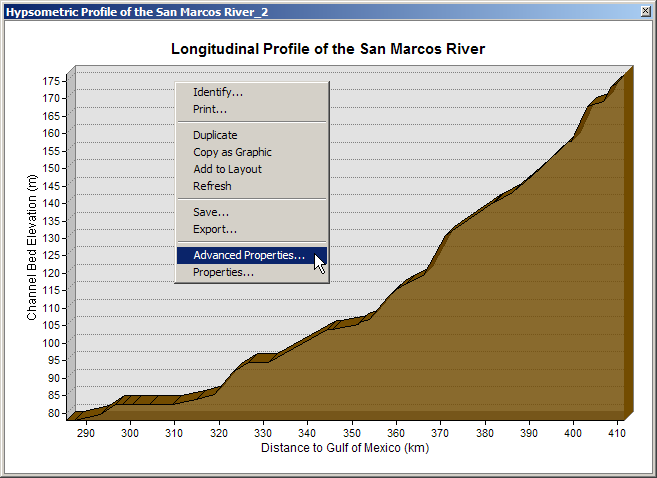 Hypsometric Profile of the San Marcos River_2
Longitudinal Profile of the San Marcos River
Identify...
Print...
Duplicate
Copy as Graphic
Add to Layout
Refresh
Save...
Export...
Advanced Properties...
Properties...
Channel Bed Elevation (m)
175
170
165
160
155
150
145
140
135
130
125
120
115
110
105
100
95
90
85
80
290 300 310 320 330 340 350 360 370 380 390 400 410
Distance to Gulf of Mexico (km)